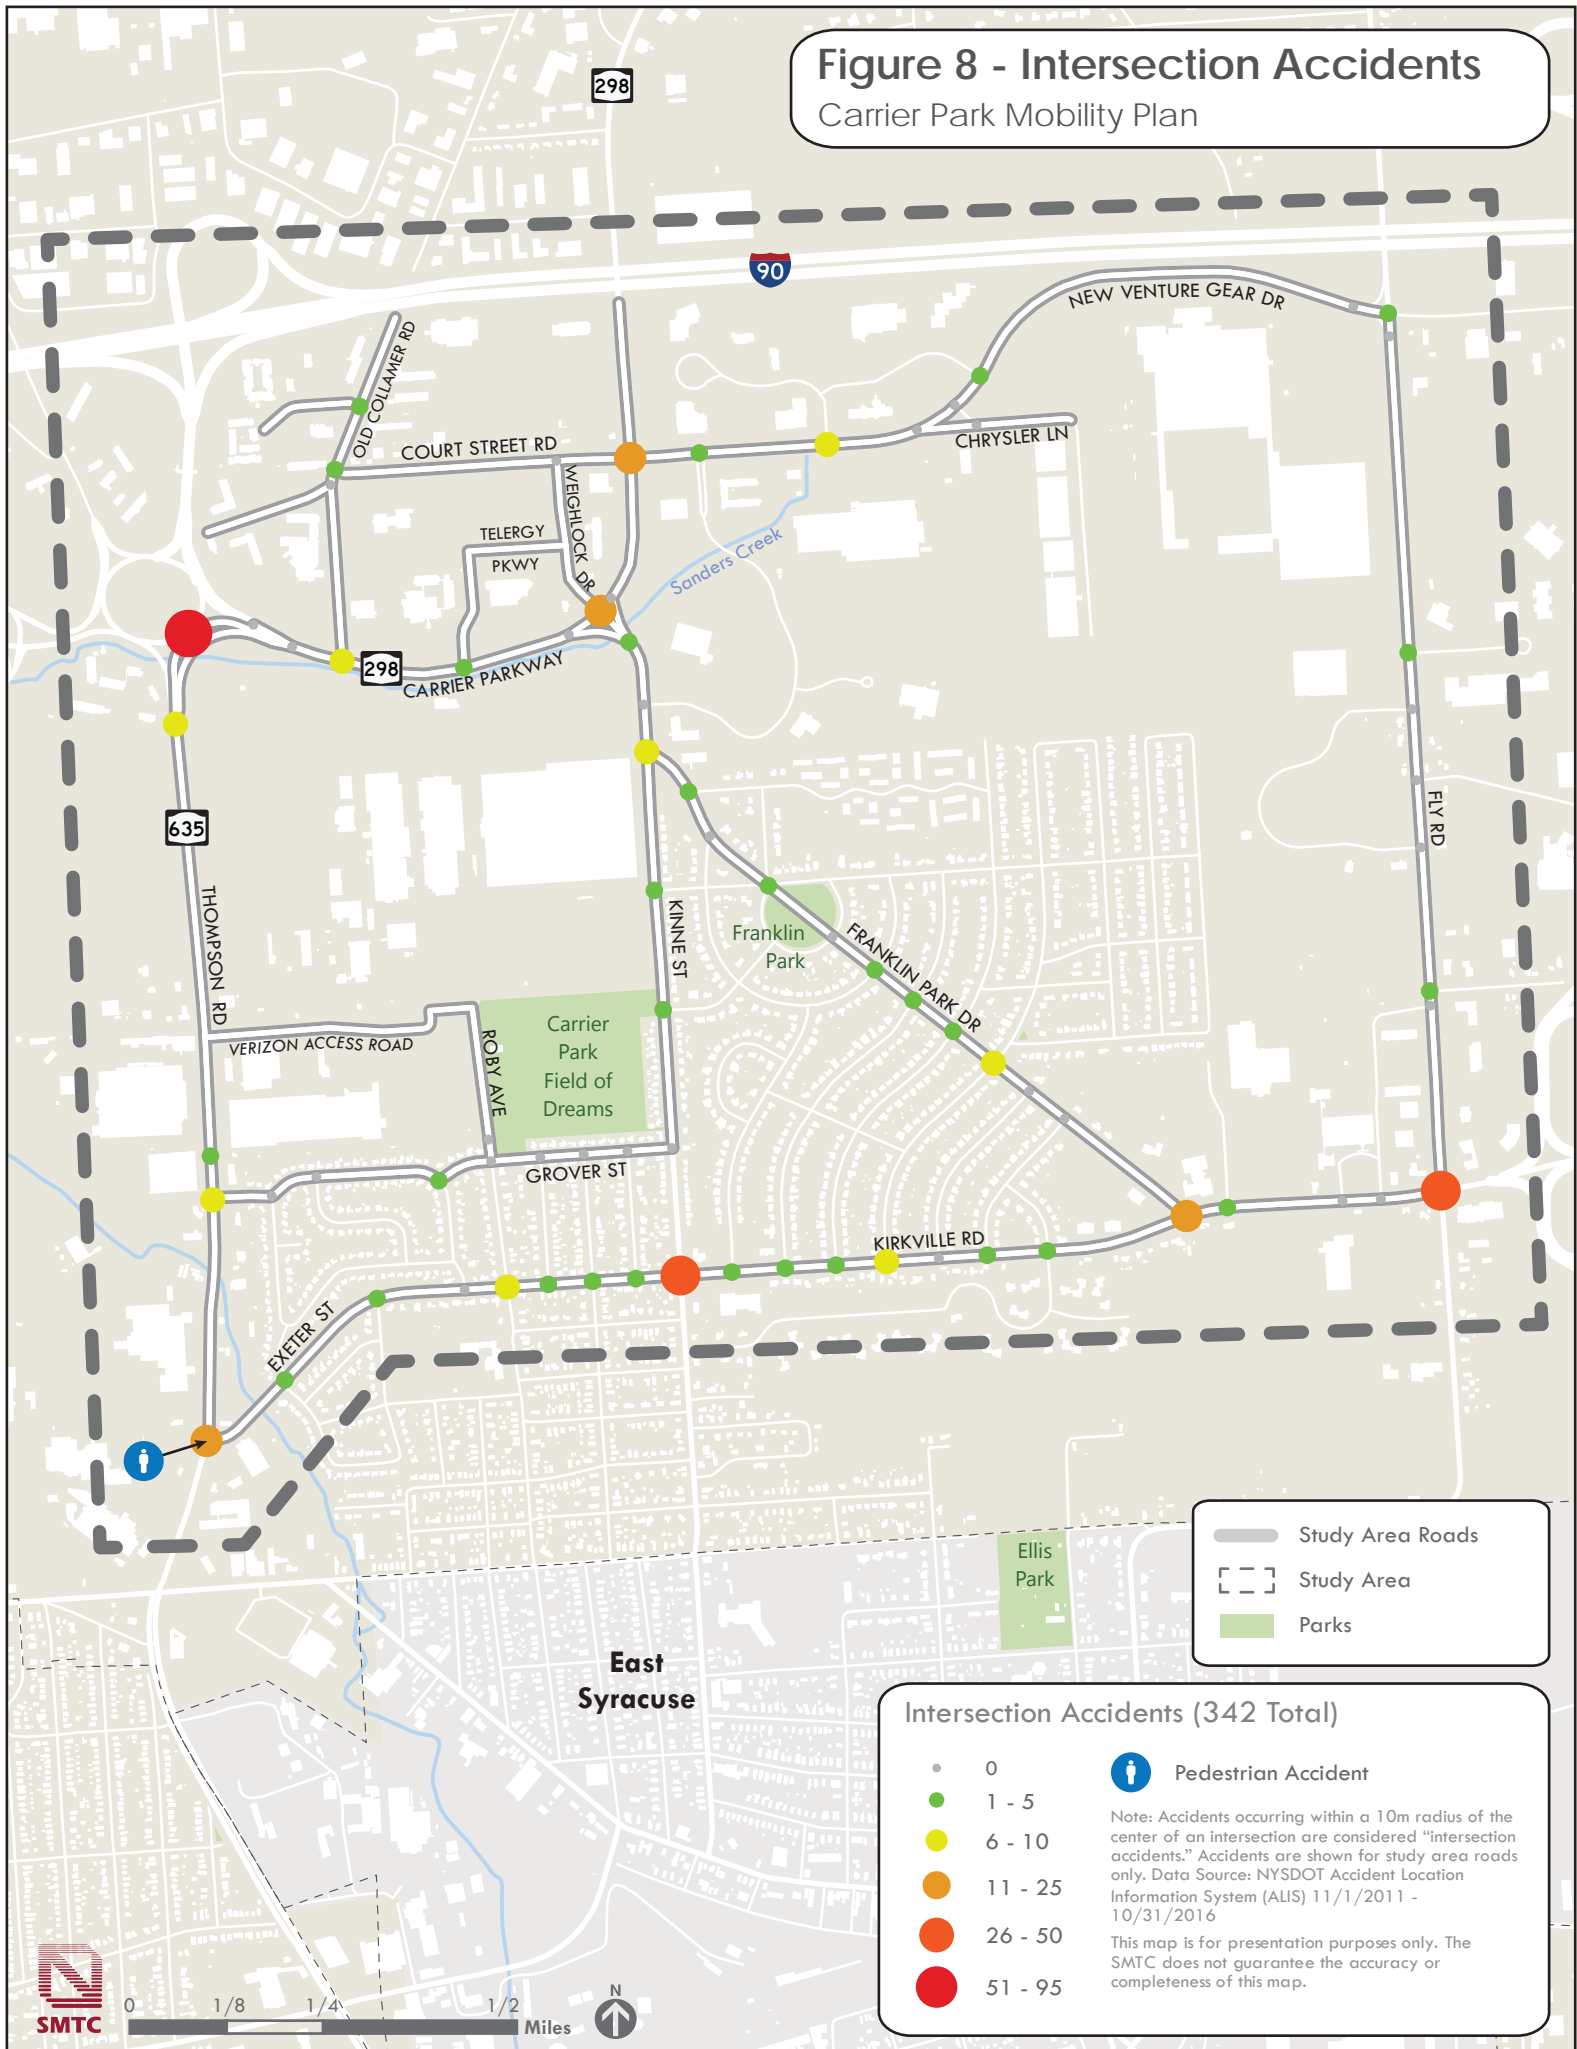 Figure 8 - Intersection Accidents
Carrier Park Mobility Plan
298
90
NEW VENTURE GEAR DR
OLD COLLAMER RD
COURT STREET RD
CHRYSLER LN
WEIGHLOCK DR
TELERGY
PKWY
Sanders Creek
298
CARRIER PARKWAY
635
FLY RD
THOMPSON RD
KINNE ST
Franklin
Park
FRANKLIN PARK DR
VERIZON ACCESS ROAD
ROBY AVE
Carrier
Park
Field of
Dreams
GROVER ST
KIRKVILLE RD
EXETER ST
Ellis
Park
East
Syracuse
Study Area Roads
Study Area
Parks
Intersection Accidents (342 Total)
0
1 - 5
6 - 10
11 - 25
26 - 50
51 - 95
Pedestrian Accident
Note: Accidents occurring within a 10m radius of the
center of an intersection are considered “intersection
accidents.” Accidents are shown for study area roads
only. Data Source: NYSDOT Accident Location
Information System (ALIS) 11/1/2011 -
10/31/2016
This map is for presentation purposes only. The
SMTC does not guarantee the accuracy or
completeness of this map.
SMTC
0 1/8 1/4 1/2
Miles
N